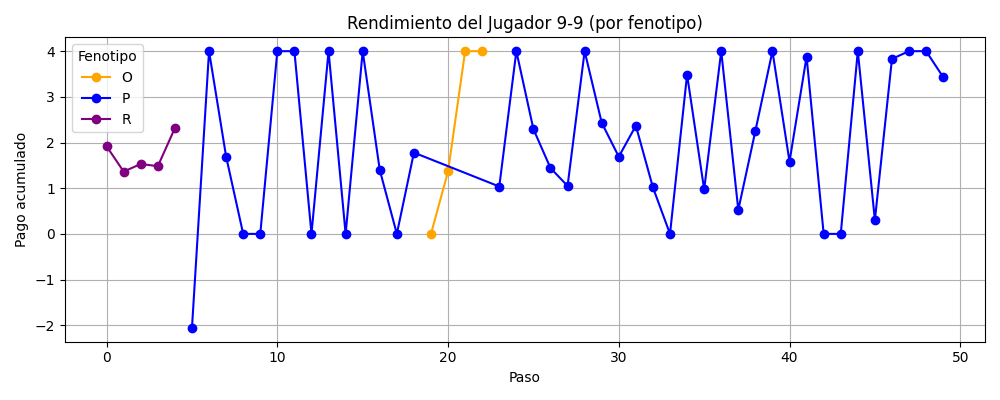 Rendimiento del Jugador 9-9 (por fenotipo)
Fenotipo
O
P
R
Pago acumulado
4
3
2
1
0
−1
−2
0 10 20 30 40 50
Paso